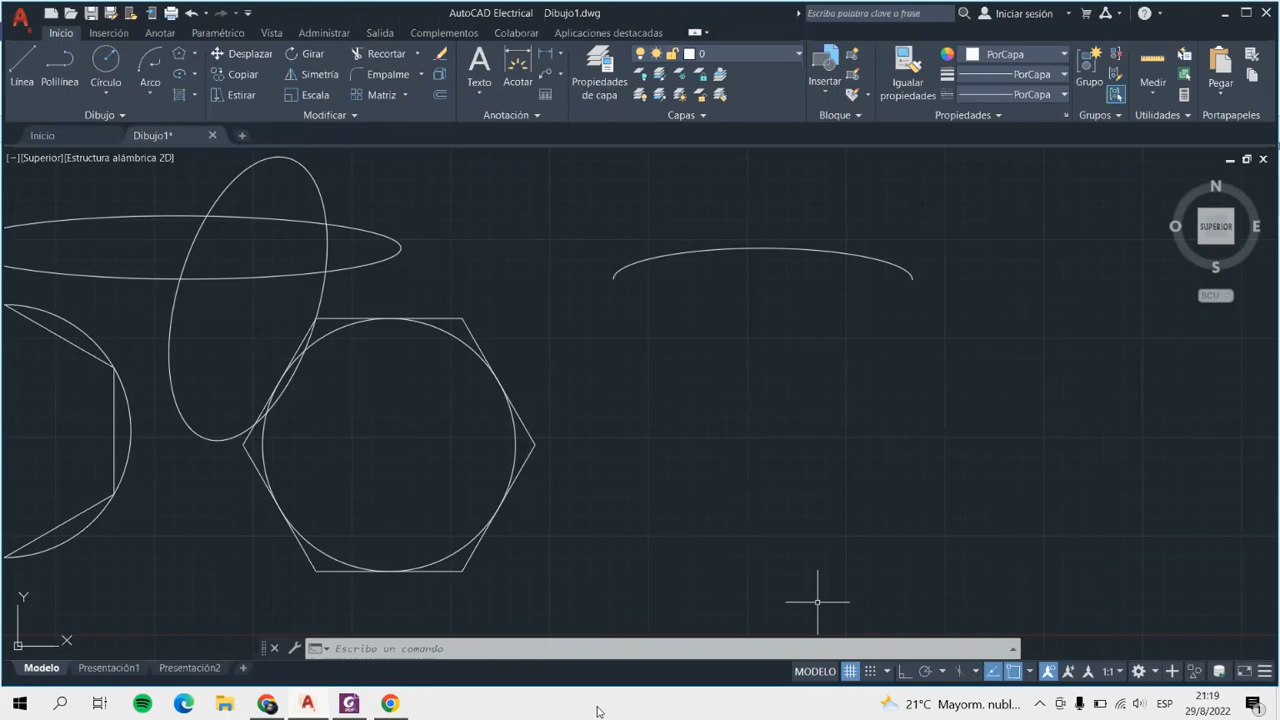 AutoCAD Electrical Dibujo1.dwg
Escriba palabra clave o frase
Iniciar sesión
Inicio Inserción Anotar Paramétrico Vista Administrar Salida Complementos Colaborar Aplicaciones destacadas
Línea Polilínea Círculo Arco
Desplazar Girar Recortar
Copiar Simetría Empalme
Estirar Escala Matriz
Texto Acotar
Propiedades de capa
0
Insertar
Igualar propiedades
PorCapa
PorCapa
PorCapa
Grupo Medir Pegar
Dibujo Modificar Anotación Capas Bloque Propiedades Grupos Utilidades Portapapeles
Inicio Dibujo1*
[−][Superior][Estructura alámbrica 2D]
N
O SUPERIOR E
S
SCU
Y
X
Escriba un comando
Modelo Presentación1 Presentación2
MODELO 1:1
21°C Mayorm. nubl...
ESP
21:19
29/8/2022
1